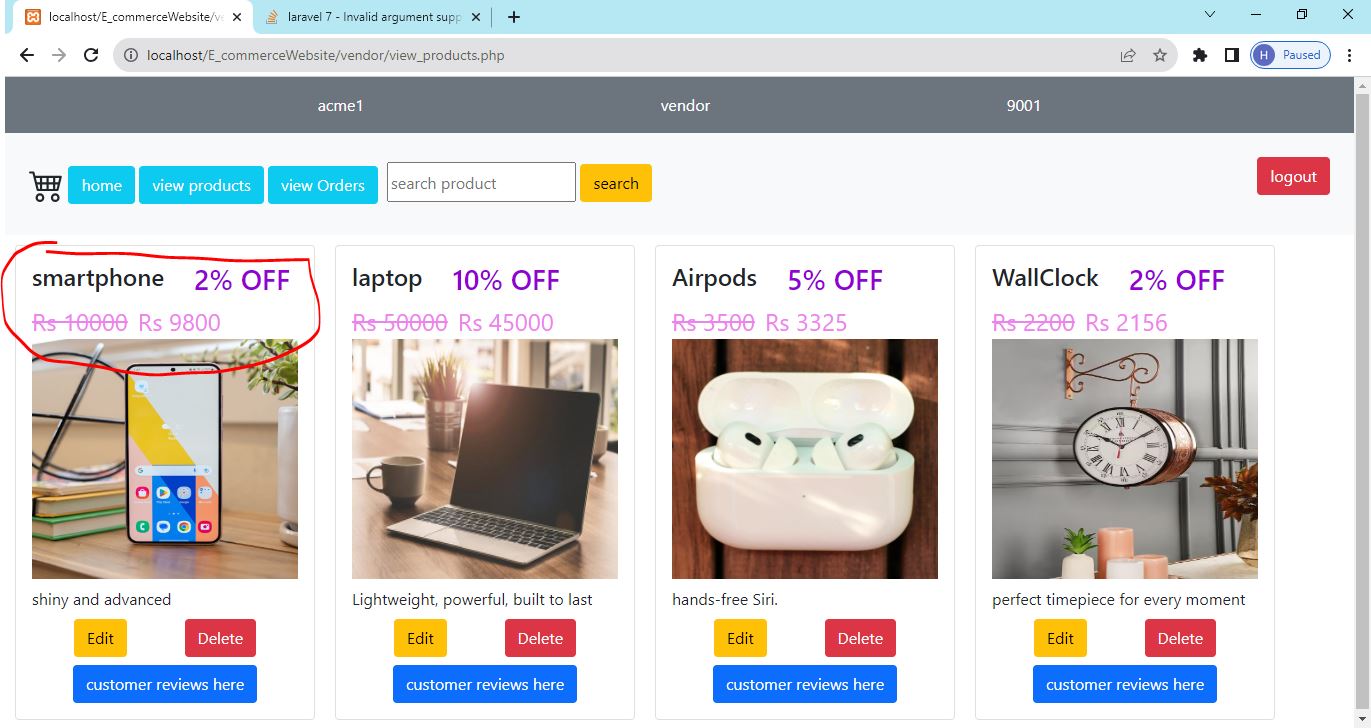 laravel 7 - Invalid argument supp
localhost/E_commerceWebsite/vendor/view_products.php
H Paused
acme1 vendor 9001
home view products view Orders search product search logout
smartphone 2% OFF
Rs 10000 Rs 9800
shiny and advanced
Edit Delete
customer reviews here
laptop 10% OFF
Rs 50000 Rs 45000
Lightweight, powerful, built to last
Edit Delete
customer reviews here
Airpods 5% OFF
Rs 3500 Rs 3325
hands-free Siri.
Edit Delete
customer reviews here
WallClock 2% OFF
Rs 2200 Rs 2156
perfect timepiece for every moment
Edit Delete
customer reviews here